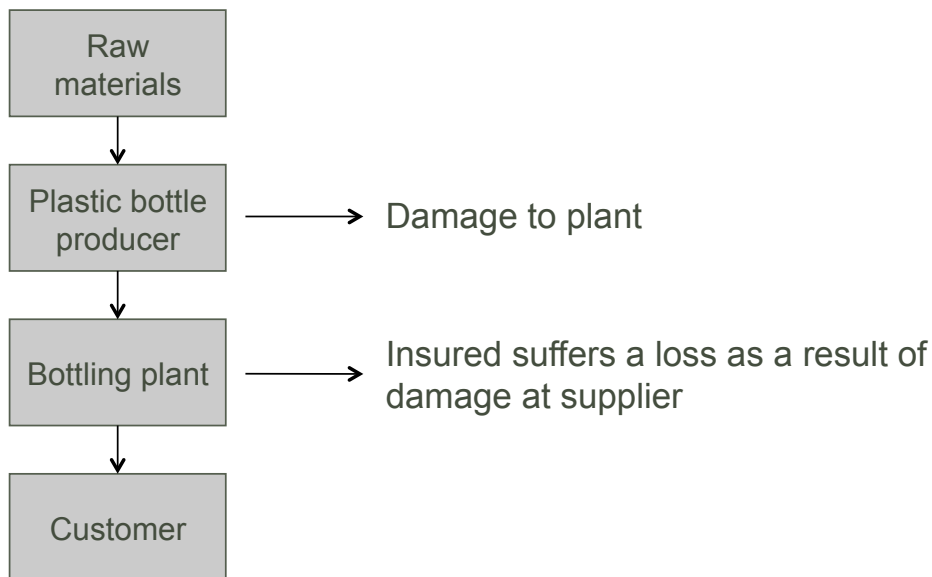 Raw
materials
Plastic bottle
producer
Damage to plant
Bottling plant
Insured suffers a loss as a result of
damage at supplier
Customer